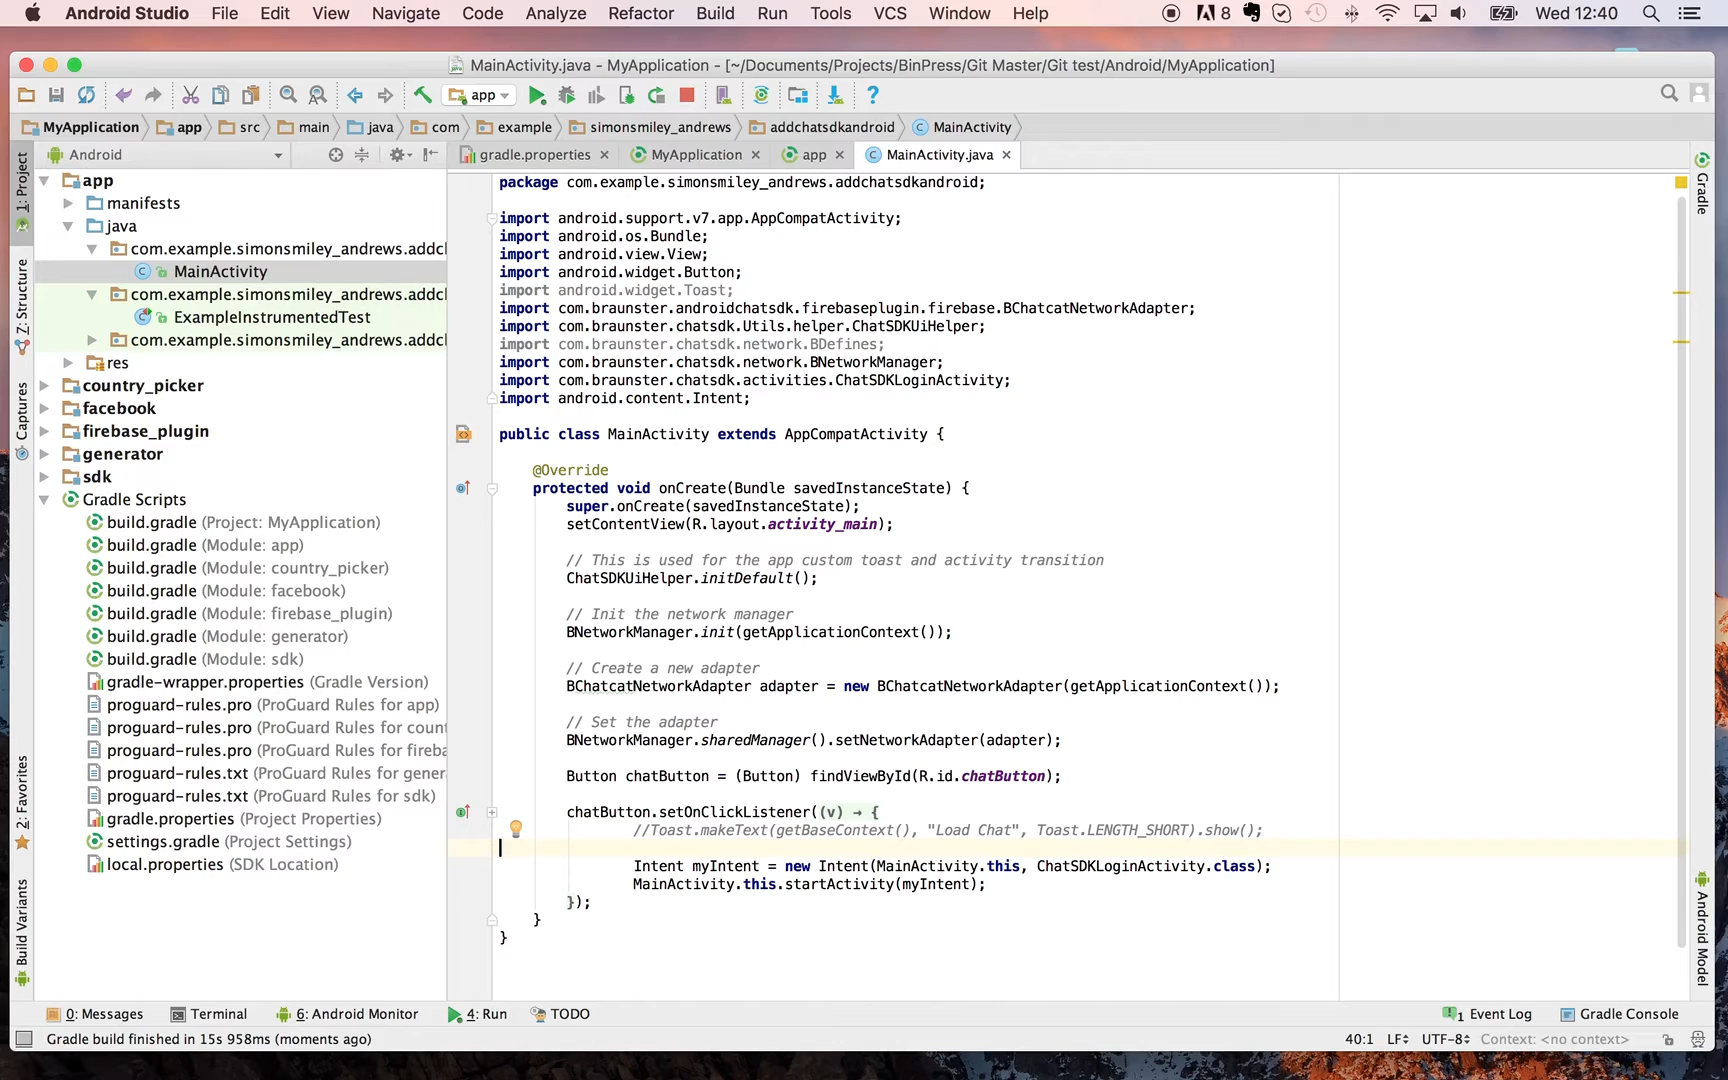 Android Studio File Edit View Navigate Code Analyze Refactor Build Run Tools VCS Window Help 8 Wed 12:40
MainActivity.java - MyApplication - [~/Documents/Projects/BinPress/Git Master/Git test/Android/MyApplication]
app
MyApplication app src main java com example simonsmiley_andrews addchatsdkandroid MainActivity
Android
gradle.properties MyApplication app MainActivity.java
1: Project
Z: Structure
Captures
2: Favorites
Build Variants
app
manifests
java
com.example.simonsmiley_andrews.addc
MainActivity
com.example.simonsmiley_andrews.addc
ExampleInstrumentedTest
com.example.simonsmiley_andrews.addc
res
country_picker
facebook
firebase_plugin
generator
sdk
Gradle Scripts
build.gradle (Project: MyApplication)
build.gradle (Module: app)
build.gradle (Module: country_picker)
build.gradle (Module: facebook)
build.gradle (Module: firebase_plugin)
build.gradle (Module: generator)
build.gradle (Module: sdk)
gradle-wrapper.properties (Gradle Version)
proguard-rules.pro (ProGuard Rules for app)
proguard-rules.pro (ProGuard Rules for coun
proguard-rules.pro (ProGuard Rules for fireba
proguard-rules.txt (ProGuard Rules for gener
proguard-rules.txt (ProGuard Rules for sdk)
gradle.properties (Project Properties)
settings.gradle (Project Settings)
local.properties (SDK Location)
package com.example.simonsmiley_andrews.addchatsdkandroid;
import android.support.v7.app.AppCompatActivity;
import android.os.Bundle;
import android.view.View;
import android.widget.Button;
import android.widget.Toast;
import com.braunster.androidchatsdk.firebaseplugin.firebase.BChatcatNetworkAdapter;
import com.braunster.chatsdk.Utils.helper.ChatSDKUiHelper;
import com.braunster.chatsdk.network.BDefines;
import com.braunster.chatsdk.network.BNetworkManager;
import com.braunster.chatsdk.activities.ChatSDKLoginActivity;
import android.content.Intent;
public class MainActivity extends AppCompatActivity {
@Override
protected void onCreate(Bundle savedInstanceState) {
super.onCreate(savedInstanceState);
setContentView(R.layout.activity_main);
// This is used for the app custom toast and activity transition
ChatSDKUiHelper.initDefault();
// Init the network manager
BNetworkManager.init(getApplicationContext());
// Create a new adapter
BChatcatNetworkAdapter adapter = new BChatcatNetworkAdapter(getApplicationContext());
// Set the adapter
BNetworkManager.sharedManager().setNetworkAdapter(adapter);
Button chatButton = (Button) findViewById(R.id.chatButton);
chatButton.setOnClickListener((v) → {
//Toast.makeText(getBaseContext(), "Load Chat", Toast.LENGTH_SHORT).show();
Intent myIntent = new Intent(MainActivity.this, ChatSDKLoginActivity.class);
MainActivity.this.startActivity(myIntent);
});
}
}
Gradle
Android Model
0: Messages Terminal 6: Android Monitor 4: Run TODO 1 Event Log Gradle Console
Gradle build finished in 15s 958ms (moments ago) 40:1 LF UTF-8 Context: <no context>